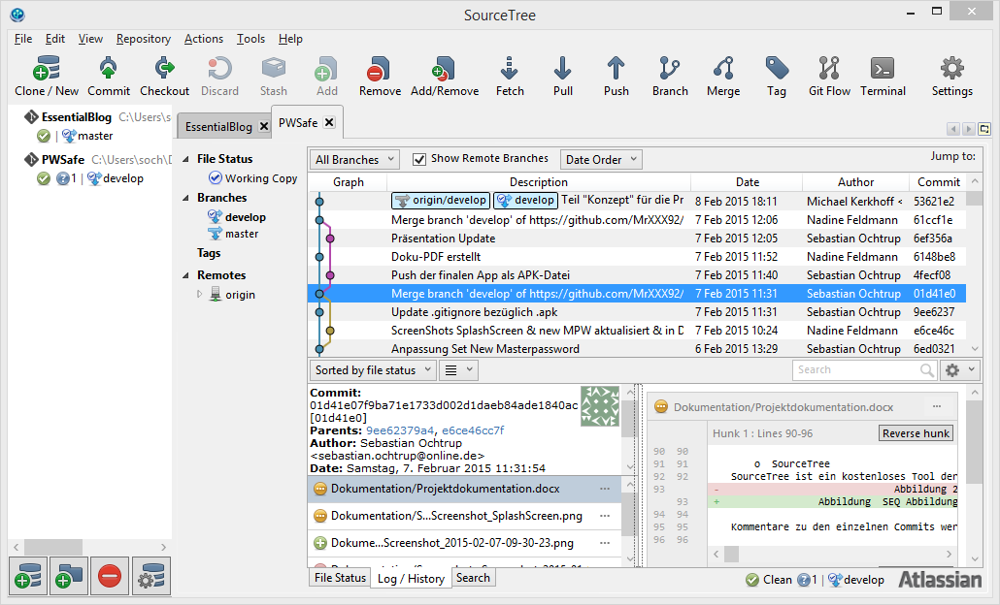 SourceTree
File Edit View Repository Actions Tools Help
Clone / New Commit Checkout Discard Stash Add Remove Add/Remove Fetch Pull Push Branch Merge Tag Git Flow Terminal Settings
EssentialBlog C:\Users\s
master
PWSafe C:\Users\soch\D
1 develop
EssentialBlog PWSafe
File Status
Working Copy
Branches
develop
master
Tags
Remotes
origin
All Branches Show Remote Branches Date Order Jump to:
Graph Description Date Author Commit
origin/develop develop Teil "Konzept" für die Pr 8 Feb 2015 18:11 Michael Kerkhoff < 53621e2
Merge branch 'develop' of https://github.com/MrXXX92/ 7 Feb 2015 12:06 Nadine Feldmann 61ccf1e
Präsentation Update 7 Feb 2015 12:05 Sebastian Ochtrup 6ef356a
Doku-PDF erstellt 7 Feb 2015 11:52 Nadine Feldmann 6148be8
Push der finalen App als APK-Datei 7 Feb 2015 11:40 Sebastian Ochtrup 4fecf08
Merge branch 'develop' of https://github.com/MrXXX92/ 7 Feb 2015 11:31 Sebastian Ochtrup 01d41e0
Update .gitignore bezüglich .apk 7 Feb 2015 11:31 Sebastian Ochtrup 9ee6237
ScreenShots SplashScreen & new MPW aktualisiert & in D 7 Feb 2015 10:24 Nadine Feldmann e6ce46c
Anpassung Set New Masterpassword 6 Feb 2015 13:29 Sebastian Ochtrup 6ed0321
Sorted by file status Search
Commit:
01d41e07f9ba71e1733d002d1daeb84ade1840ac
[01d41e0]
Parents: 9ee62379a4, e6ce46cc7f
Author: Sebastian Ochtrup
<sebastian.ochtrup@online.de>
Date: Samstag, 7. Februar 2015 11:31:54
Dokumentation/Projektdokumentation.docx ...
Dokumentation/S...Screenshot_SplashScreen.png ...
Dokume...Screenshot_2015-02-07-09-30-23.png ...
Dokumentation/Projektdokumentation.docx ...
Hunk 1 : Lines 90-96 Reverse hunk
90 90
91 91 o SourceTree
92 92 SourceTree ist ein kostenloses Tool der
93 - Abbildung 2
93 + Abbildung SEQ Abbildung
94 94
95 95 Kommentare zu den einzelnen Commits wer
96 96
File Status Log / History Search
Clean 1 develop Atlassian